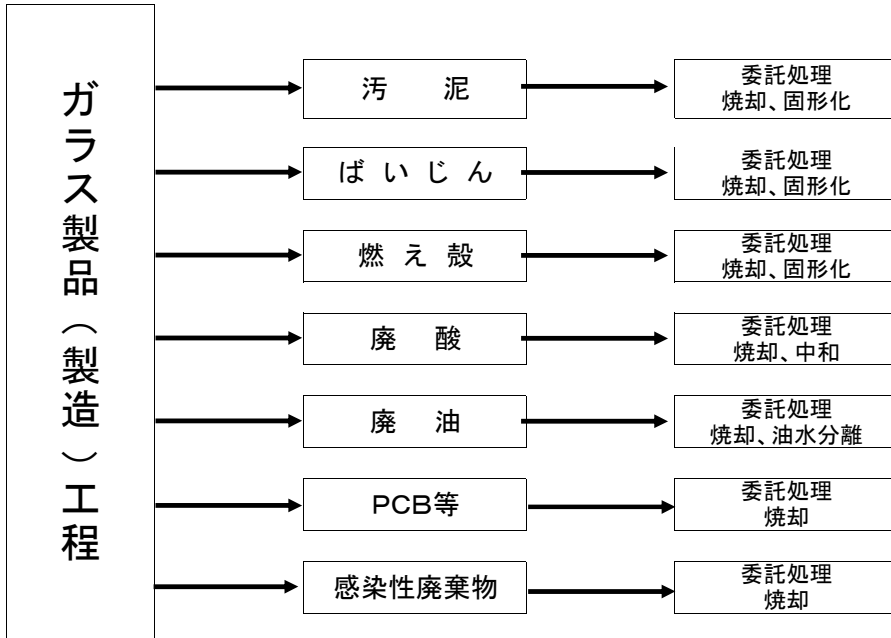 ガラス製品（製造）工程
汚　泥
委託処理
焼却、固形化
ばいじん
委託処理
焼却、固形化
燃え殻
委託処理
焼却、固形化
廃　酸
委託処理
焼却、中和
廃　油
委託処理
焼却、油水分離
PCB等
委託処理
焼却
感染性廃棄物
委託処理
焼却